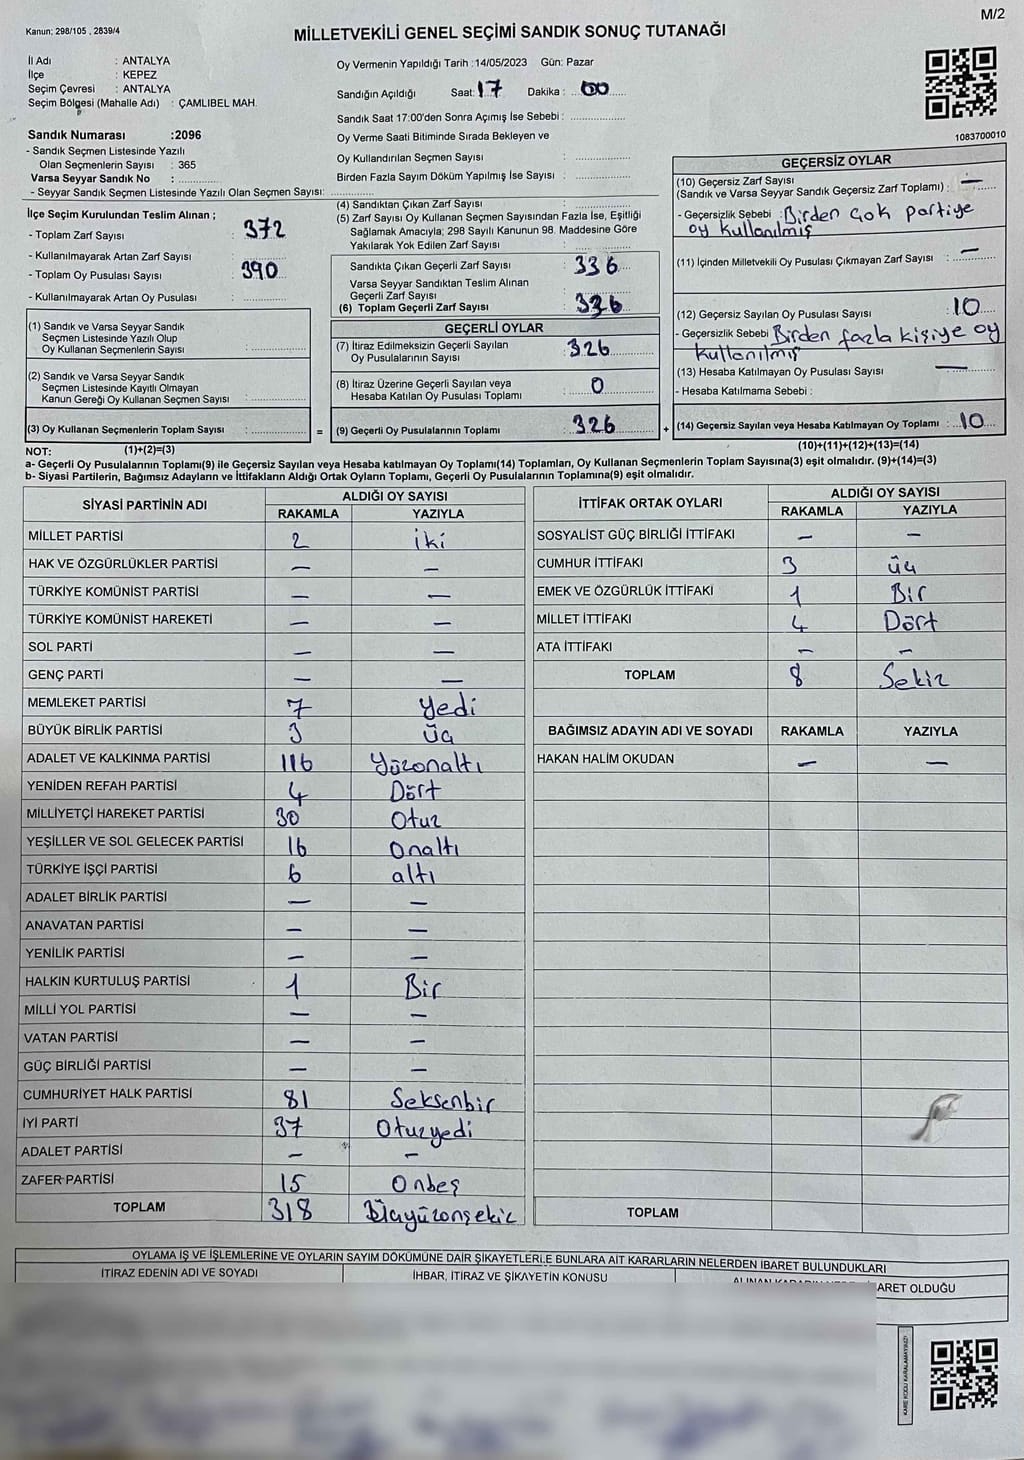 M/2
Kanun: 298/105 , 2839/4
MİLLETVEKİLİ GENEL SEÇİMİ SANDIK SONUÇ TUTANAĞI
İl Adı : ANTALYA
İlçe : KEPEZ
Seçim Çevresi : ANTALYA
Seçim Bölgesi (Mahalle Adı) : ÇAMLIBEL MAH.
Sandık Numarası :2096
- Sandık Seçmen Listesinde Yazılı
Olan Seçmenlerin Sayısı : 365
Varsa Seyyar Sandık No :
- Seyyar Sandık Seçmen Listesinde Yazılı Olan Seçmen Sayısı:
Oy Vermenin Yapıldığı Tarih :14/05/2023 Gün: Pazar
Sandığın Açıldığı Saat: 17 Dakika : 00
Sandık Saat 17:00'den Sonra Açımış İse Sebebi :
Oy Verme Saati Bitiminde Sırada Bekleyen ve
Oy Kullandırılan Seçmen Sayısı :
Birden Fazla Sayım Döküm Yapılmış İse Sayısı :
1083700010
İlçe Seçim Kurulundan Teslim Alınan ;
- Toplam Zarf Sayısı : 372
- Kullanılmayarak Artan Zarf Sayısı :
- Toplam Oy Pusulası Sayısı : 390
- Kullanılmayarak Artan Oy Pusulası :
(1) Sandık ve Varsa Seyyar Sandık
Seçmen Listesinde Yazılı Olup
Oy Kullanan Seçmenlerin Sayısı :
(2) Sandık ve Varsa Seyyar Sandık
Seçmen Listesinde Kayıtlı Olmayan
Kanun Gereği Oy Kullanan Seçmen Sayısı :
(3) Oy Kullanan Seçmenlerin Toplam Sayısı :
(1)+(2)=(3)
(4) Sandıktan Çıkan Zarf Sayısı :
(5) Zarf Sayısı Oy Kullanan Seçmen Sayısından Fazla İse, Eşitliği
Sağlamak Amacıyla; 298 Sayılı Kanunun 98. Maddesine Göre
Yakılarak Yok Edilen Zarf Sayısı :
Sandıkta Çıkan Geçerli Zarf Sayısı : 336
Varsa Seyyar Sandıktan Teslim Alınan
Geçerli Zarf Sayısı :
(6) Toplam Geçerli Zarf Sayısı : 336
GEÇERLİ OYLAR
(7) İtiraz Edilmeksizin Geçerli Sayılan
Oy Pusulalarının Sayısı : 326
(8) İtiraz Üzerine Geçerli Sayılan veya
Hesaba Katılan Oy Pusulası Toplamı : 0
= (9) Geçerli Oy Pusulalarının Toplamı : 326 +
GEÇERSİZ OYLAR
(10) Geçersiz Zarf Sayısı
(Sandık ve Varsa Seyyar Sandık Geçersiz Zarf Toplamı) : —
- Geçersizlik Sebebi : Birden çok partiye
oy kullanılmış
(11) İçinden Milletvekili Oy Pusulası Çıkmayan Zarf Sayısı : —
(12) Geçersiz Sayılan Oy Pusulası Sayısı : 10
- Geçersizlik Sebebi Birden fazla kişiye oy
kullanılmış
(13) Hesaba Katılmayan Oy Pusulası Sayısı : —
- Hesaba Katılmama Sebebi :
(14) Geçersiz Sayılan veya Hesaba Katılmayan Oy Toplamı : 10
(10)+(11)+(12)+(13)=(14)
NOT:
a- Geçerli Oy Pusulalarının Toplamı(9) ile Geçersiz Sayılan veya Hesaba katılmayan Oy Toplamı(14) Toplamları, Oy Kullanan Seçmenlerin Toplam Sayısına(3) eşit olmalıdır. (9)+(14)=(3)
b- Siyasi Partilerin, Bağımsız Adayların ve İttifakların Aldığı Ortak Oyların Toplamı, Geçerli Oy Pusulalarının Toplamına(9) eşit olmalıdır.
SİYASİ PARTİNİN ADI ALDIĞI OY SAYISI
RAKAMLA YAZIYLA
MİLLET PARTİSİ 2 iki
HAK VE ÖZGÜRLÜKLER PARTİSİ — —
TÜRKİYE KOMÜNİST PARTİSİ — —
TÜRKİYE KOMÜNİST HAREKETİ — —
SOL PARTİ — —
GENÇ PARTİ — —
MEMLEKET PARTİSİ 7 Yedi
BÜYÜK BİRLİK PARTİSİ 3 Üç
ADALET VE KALKINMA PARTİSİ 116 Yüzonaltı
YENİDEN REFAH PARTİSİ 4 Dört
MİLLİYETÇİ HAREKET PARTİSİ 30 Otuz
YEŞİLLER VE SOL GELECEK PARTİSİ 16 Onaltı
TÜRKİYE İŞÇİ PARTİSİ 6 altı
ADALET BİRLİK PARTİSİ — —
ANAVATAN PARTİSİ — —
YENİLİK PARTİSİ — —
HALKIN KURTULUŞ PARTİSİ 1 Bir
MİLLİ YOL PARTİSİ — —
VATAN PARTİSİ — —
GÜÇ BİRLİĞİ PARTİSİ — —
CUMHURİYET HALK PARTİSİ 81 Seksenbir
İYİ PARTİ 37 Otuzyedi
ADALET PARTİSİ — —
ZAFER PARTİSİ 15 Onbeş
TOPLAM 318 Üçyüzonsekiz
İTTİFAK ORTAK OYLARI ALDIĞI OY SAYISI
RAKAMLA YAZIYLA
SOSYALİST GÜÇ BİRLİĞİ İTTİFAKI — —
CUMHUR İTTİFAKI 3 üç
EMEK VE ÖZGÜRLÜK İTTİFAKI 1 Bir
MİLLET İTTİFAKI 4 Dört
ATA İTTİFAKI — —
TOPLAM 8 Sekiz
BAĞIMSIZ ADAYIN ADI VE SOYADI RAKAMLA YAZIYLA
HAKAN HALİM OKUDAN — —
TOPLAM
OYLAMA İŞ VE İŞLEMLERİNE VE OYLARIN SAYIM DÖKÜMÜNE DAİR ŞİKAYETLERLE BUNLARA AİT KARARLARIN NELERDEN İBARET BULUNDUKLARI
İTİRAZ EDENİN ADI VE SOYADI İHBAR, İTİRAZ VE ŞİKAYETİN KONUSU
KARE KODU KARALAMAYINIZ!